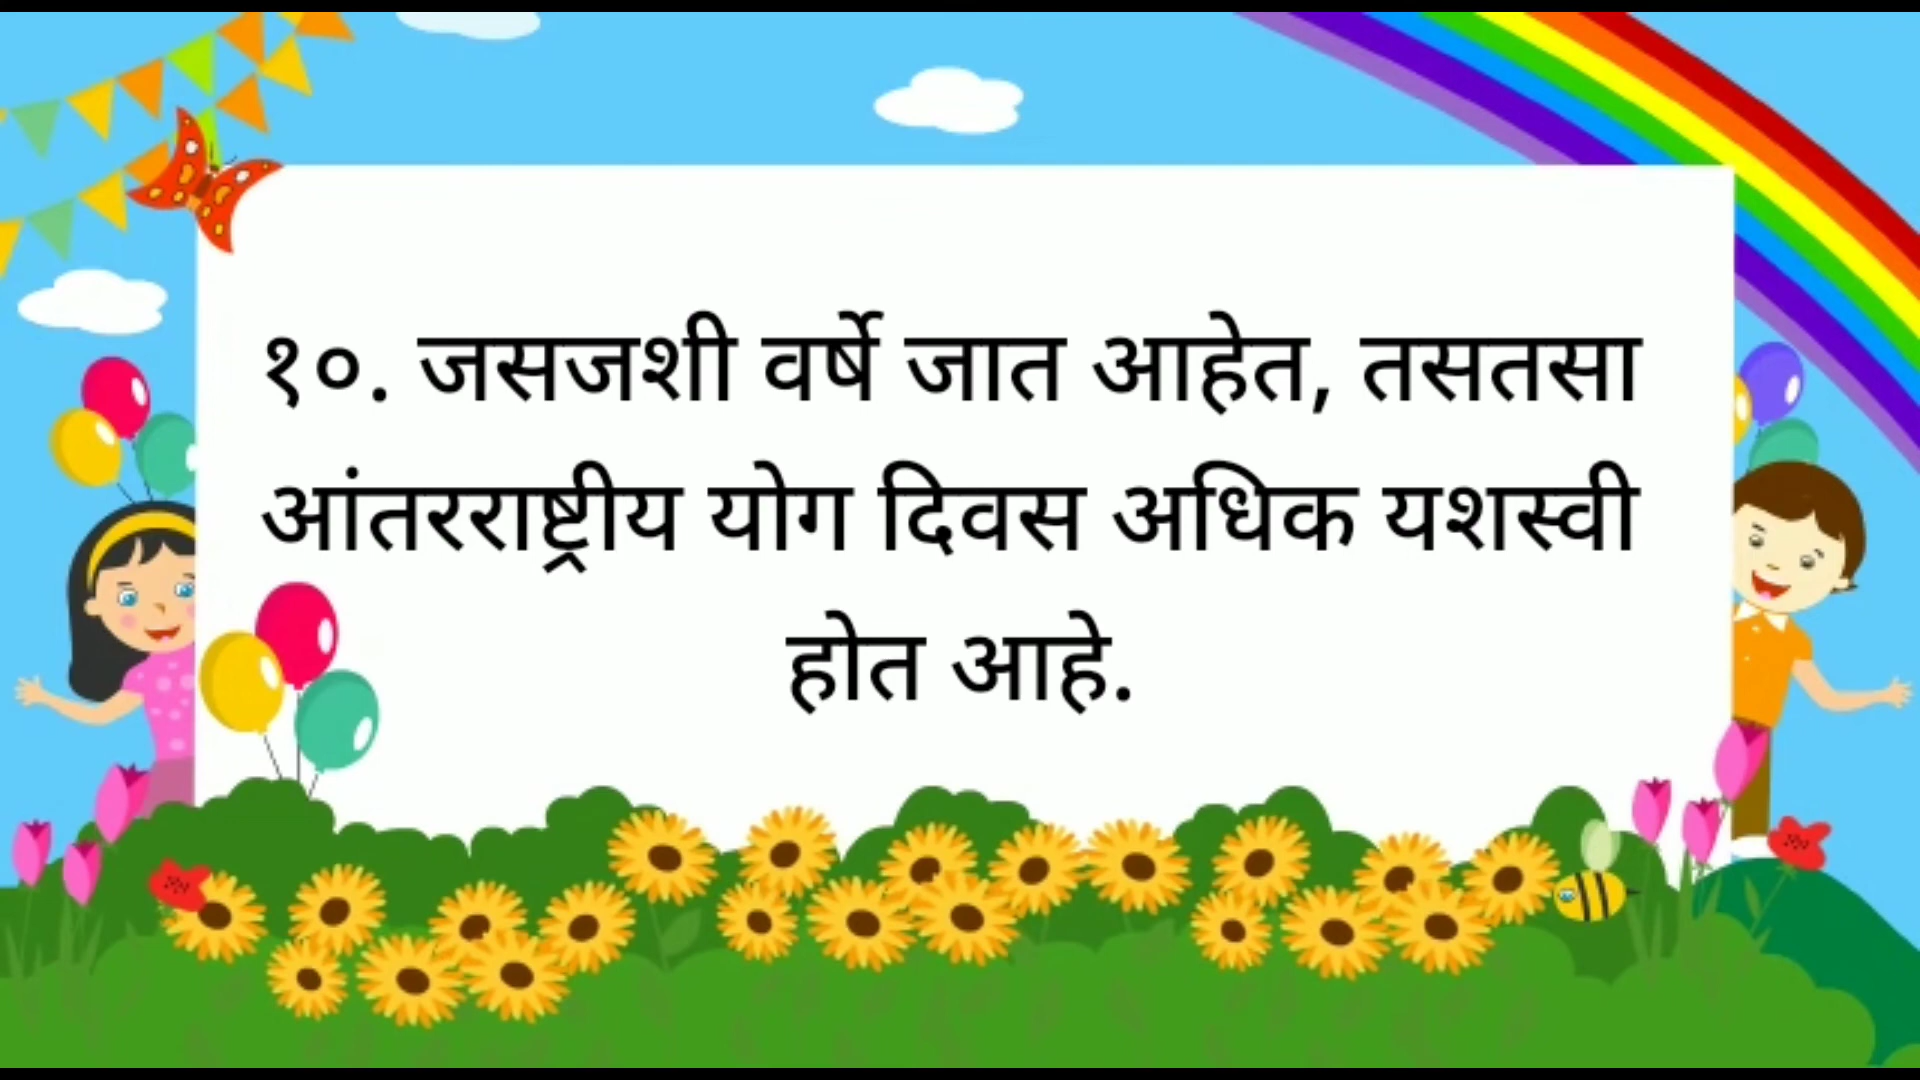 १०. जसजशी वर्षे जात आहेत, तसतसा
आंतरराष्ट्रीय योग दिवस अधिक यशस्वी
होत आहे.